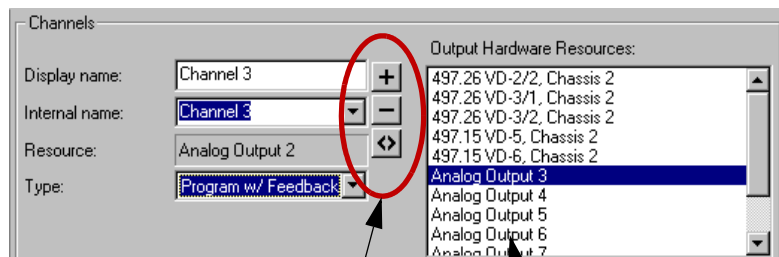 Channels
Display name:
Channel 3
+
Internal name:
Channel 3
−
Resource:
Analog Output 2
<>
Type:
Program w/ Feedback
Output Hardware Resources:
497.26 VD-2/2, Chassis 2
497.26 VD-3/1, Chassis 2
497.26 VD-3/2, Chassis 2
497.15 VD-5, Chassis 2
497.15 VD-6, Chassis 2
Analog Output 3
Analog Output 4
Analog Output 5
Analog Output 6
Analog Output 7